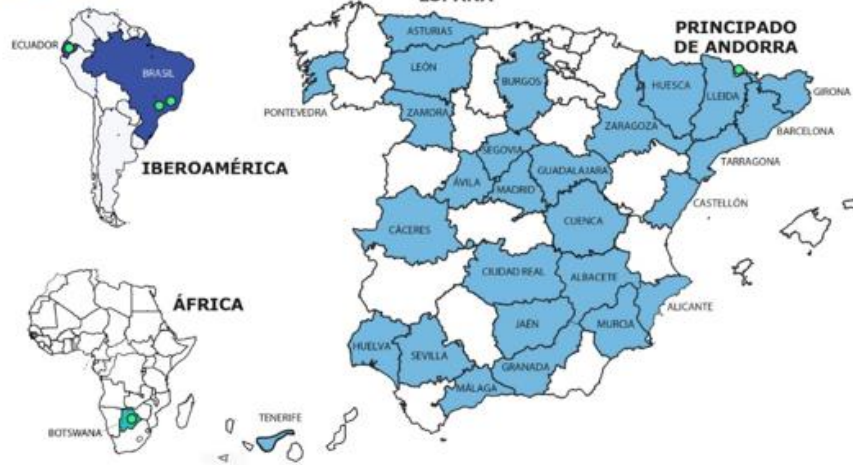 ESPAÑA
ECUADOR
BRASIL
IBEROAMÉRICA
ÁFRICA
BOTSWANA
PRINCIPADO
DE ANDORRA
ASTURIAS
LEÓN
BURGOS
PONTEVEDRA
ZAMORA
HUESCA
LLEIDA
GIRONA
ZARAGOZA
BARCELONA
SEGOVIA
TARRAGONA
ÁVILA
MADRID
GUADALAJARA
CASTELLÓN
CÁCERES
CUENCA
CIUDAD REAL
ALBACETE
ALICANTE
JAÉN
MURCIA
HUELVA
SEVILLA
GRANADA
MÁLAGA
TENERIFE